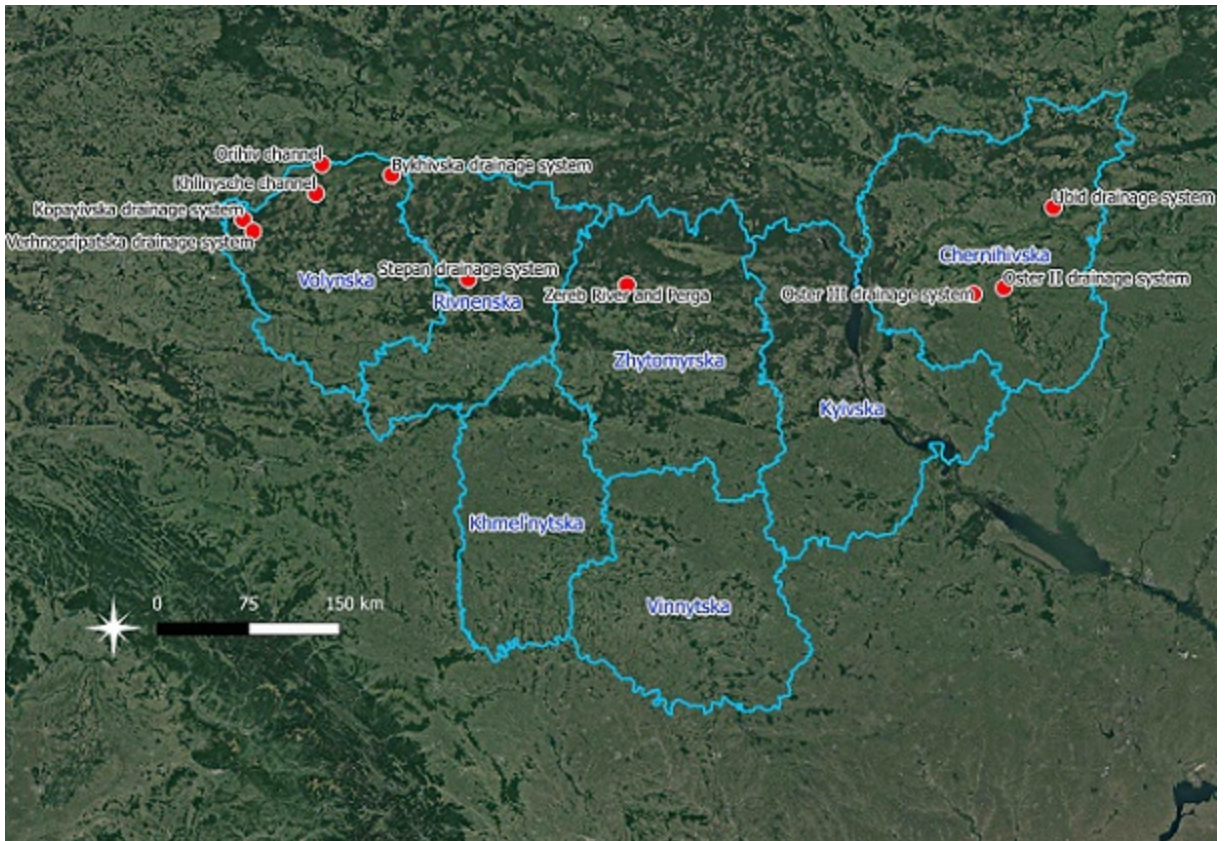 Orihiv channel
Bykhivska drainage system
Khlinysche channel
Ubid drainage system
Kopayivska drainage system
Verhnopripatska drainage system
Chernihivska
Stepan drainage system
Volynska
Oster II drainage system
Rivnenska
Zereb River and Perga
Oster III drainage system
Zhytomyrska
Kyivska
Khmel'nytska
0 75 150 km
Vinnytska